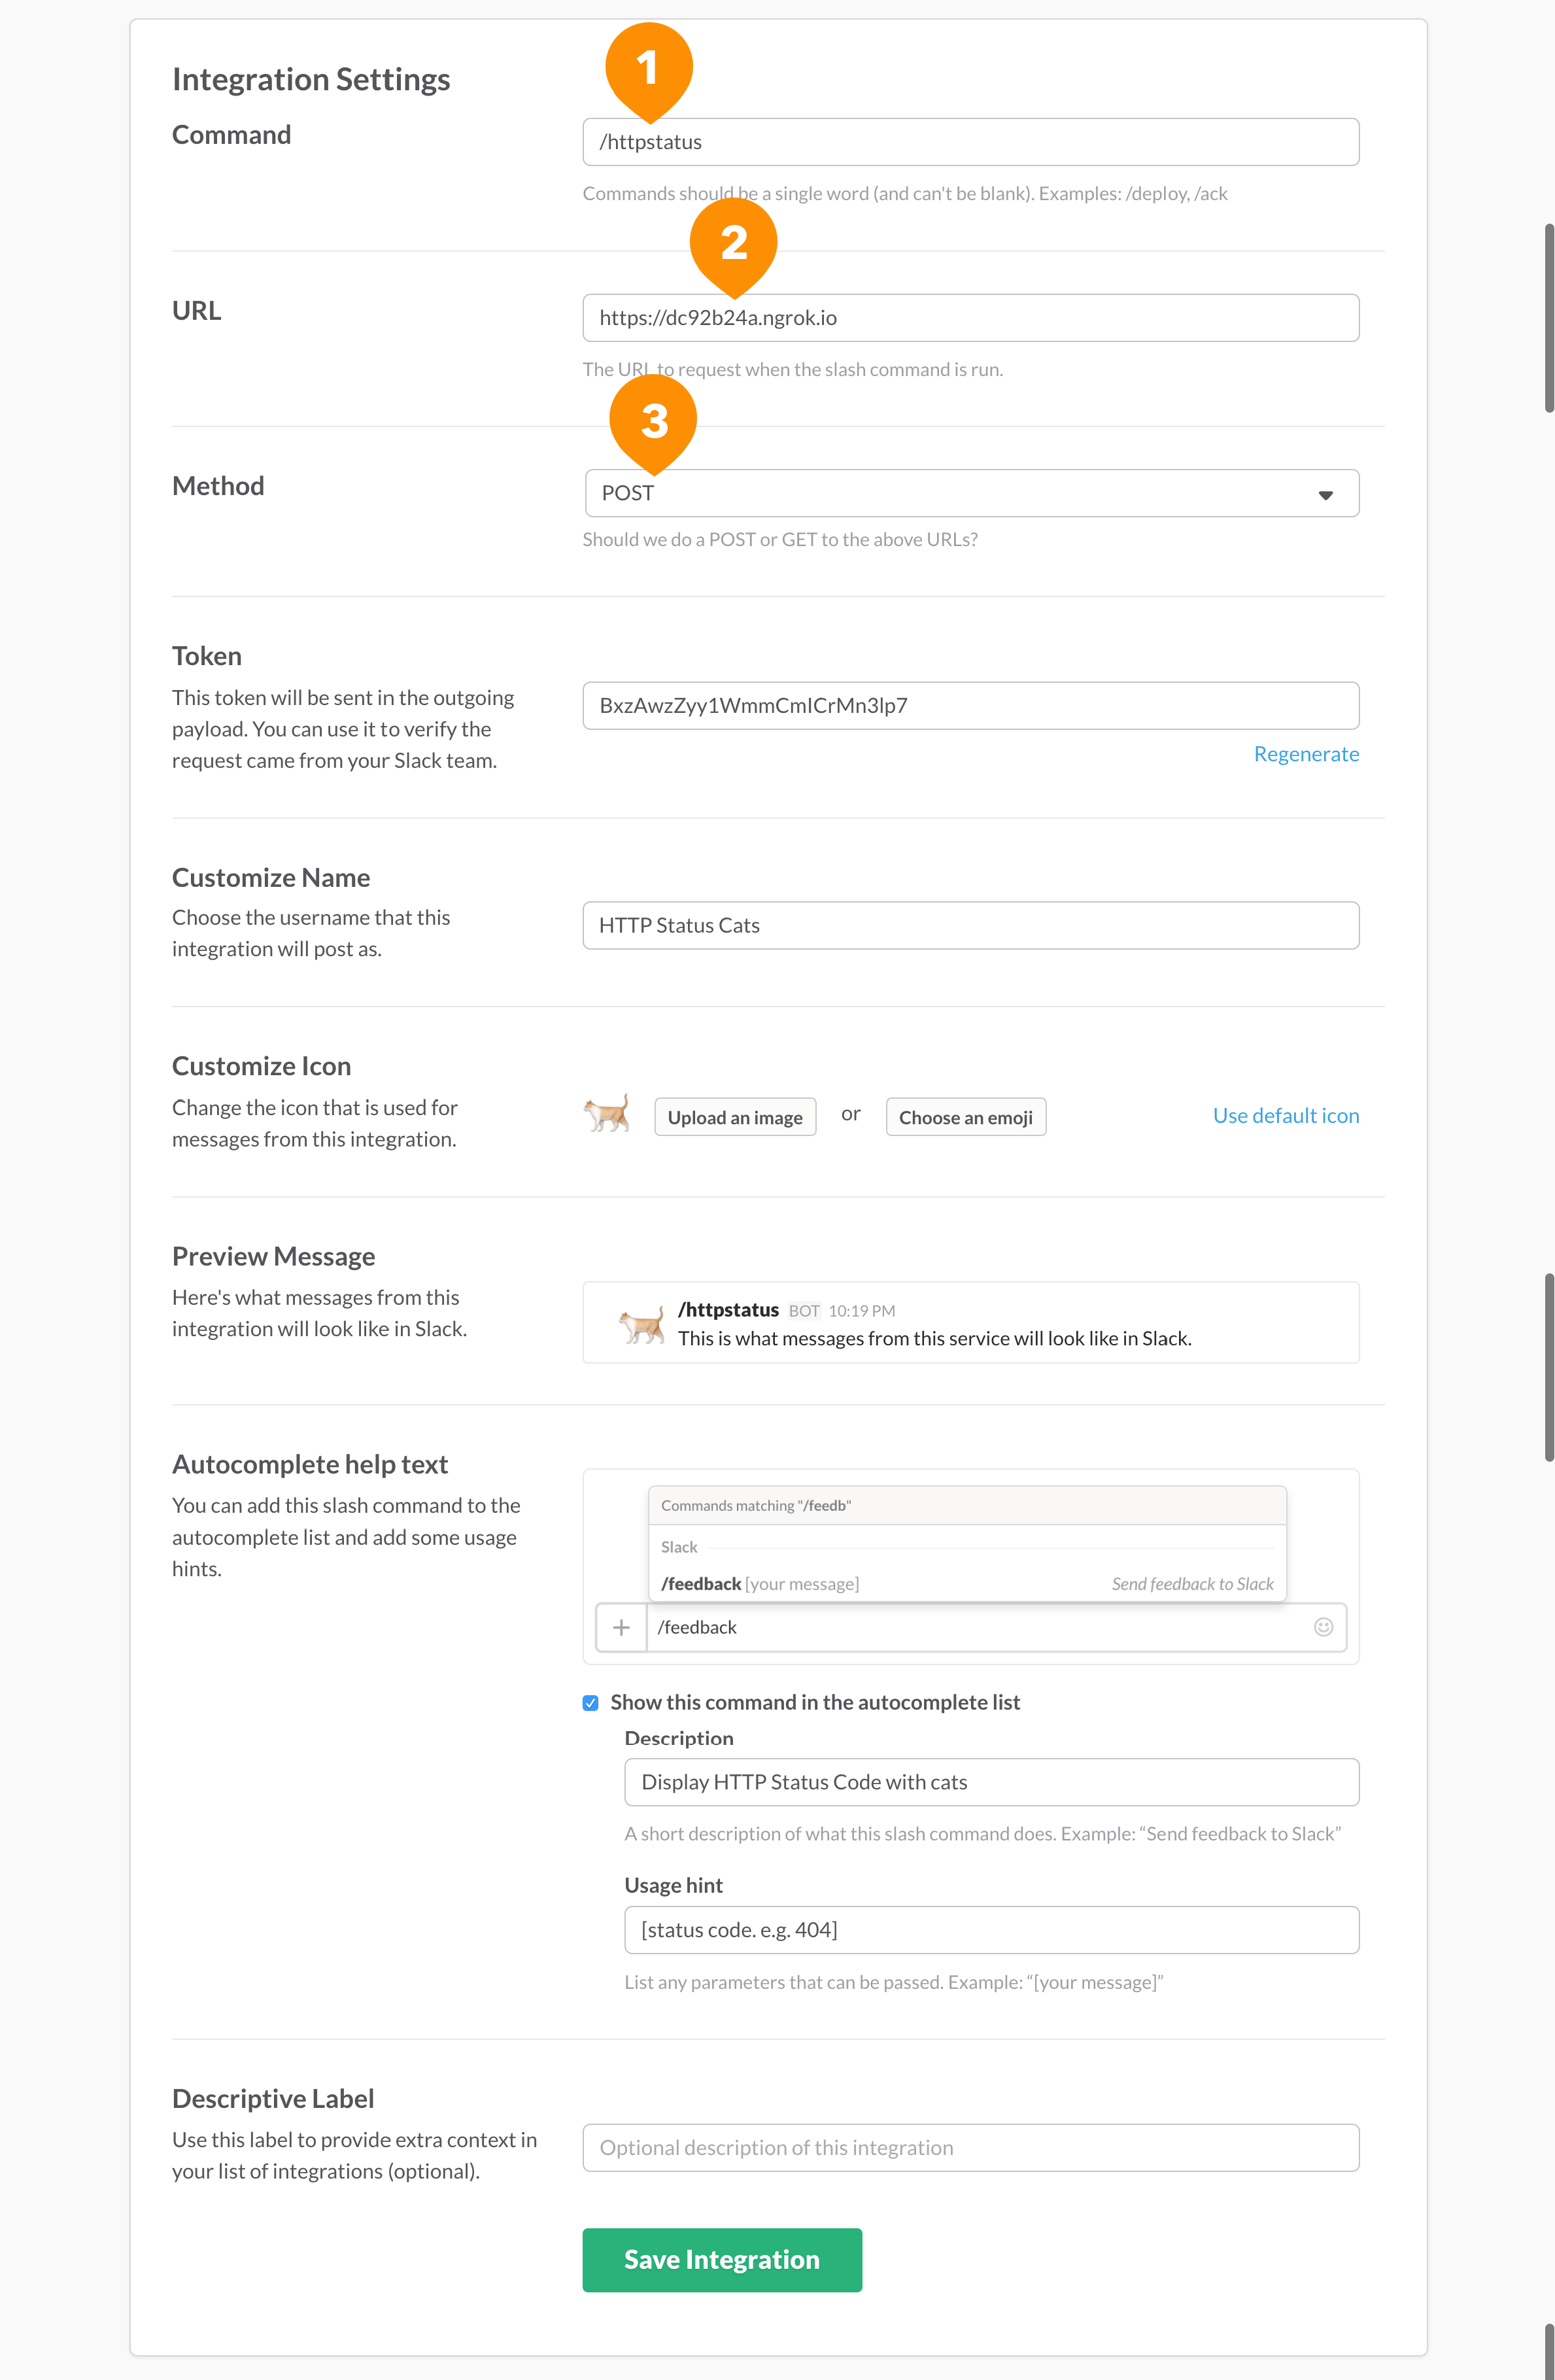 1
Integration Settings
Command
/httpstatus
Commands should be a single word (and can't be blank). Examples: /deploy, /ack
2
URL
https://dc92b24a.ngrok.io
The URL to request when the slash command is run.
3
Method
POST
Should we do a POST or GET to the above URLs?
Token
This token will be sent in the outgoing
payload. You can use it to verify the
request came from your Slack team.
BxzAwzZyy1WmmCmICrMn3lp7
Regenerate
Customize Name
Choose the username that this
integration will post as.
HTTP Status Cats
Customize Icon
Change the icon that is used for
messages from this integration.
Upload an image or Choose an emoji Use default icon
Preview Message
Here's what messages from this
integration will look like in Slack.
/httpstatus BOT 10:19 PM
This is what messages from this service will look like in Slack.
Autocomplete help text
You can add this slash command to the
autocomplete list and add some usage
hints.
Commands matching "/feedb"
Slack
/feedback [your message] Send feedback to Slack
/feedback
Show this command in the autocomplete list
Description
Display HTTP Status Code with cats
A short description of what this slash command does. Example: “Send feedback to Slack”
Usage hint
[status code. e.g. 404]
List any parameters that can be passed. Example: “[your message]”
Descriptive Label
Use this label to provide extra context in
your list of integrations (optional).
Optional description of this integration
Save Integration